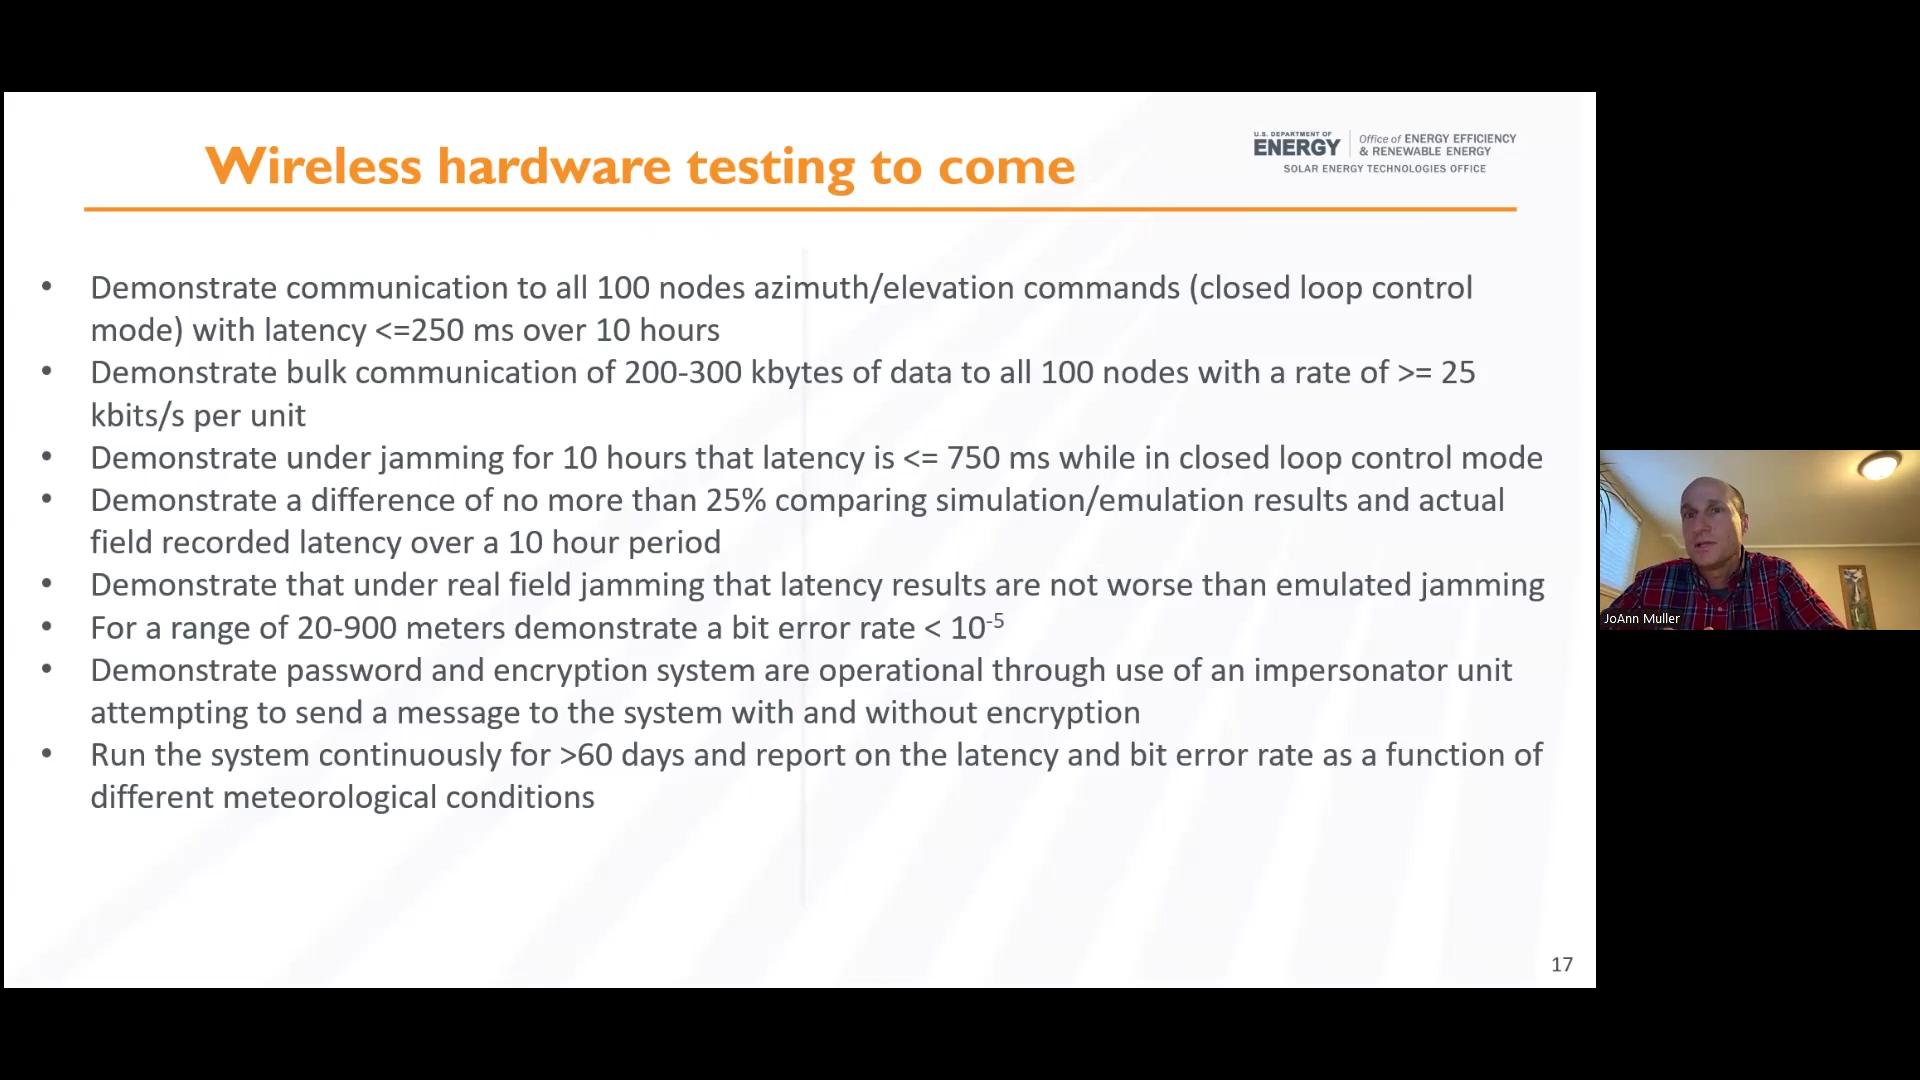 Wireless hardware testing to come
U.S. DEPARTMENT OF
ENERGY
Office of ENERGY EFFICIENCY
& RENEWABLE ENERGY
SOLAR ENERGY TECHNOLOGIES OFFICE
• Demonstrate communication to all 100 nodes azimuth/elevation commands (closed loop control
mode) with latency <=250 ms over 10 hours
• Demonstrate bulk communication of 200-300 kbytes of data to all 100 nodes with a rate of >= 25
kbits/s per unit
• Demonstrate under jamming for 10 hours that latency is <= 750 ms while in closed loop control mode
• Demonstrate a difference of no more than 25% comparing simulation/emulation results and actual
field recorded latency over a 10 hour period
• Demonstrate that under real field jamming that latency results are not worse than emulated jamming
• For a range of 20-900 meters demonstrate a bit error rate < 10⁻⁵
• Demonstrate password and encryption system are operational through use of an impersonator unit
attempting to send a message to the system with and without encryption
• Run the system continuously for >60 days and report on the latency and bit error rate as a function of
different meteorological conditions
17
JoAnn Muller